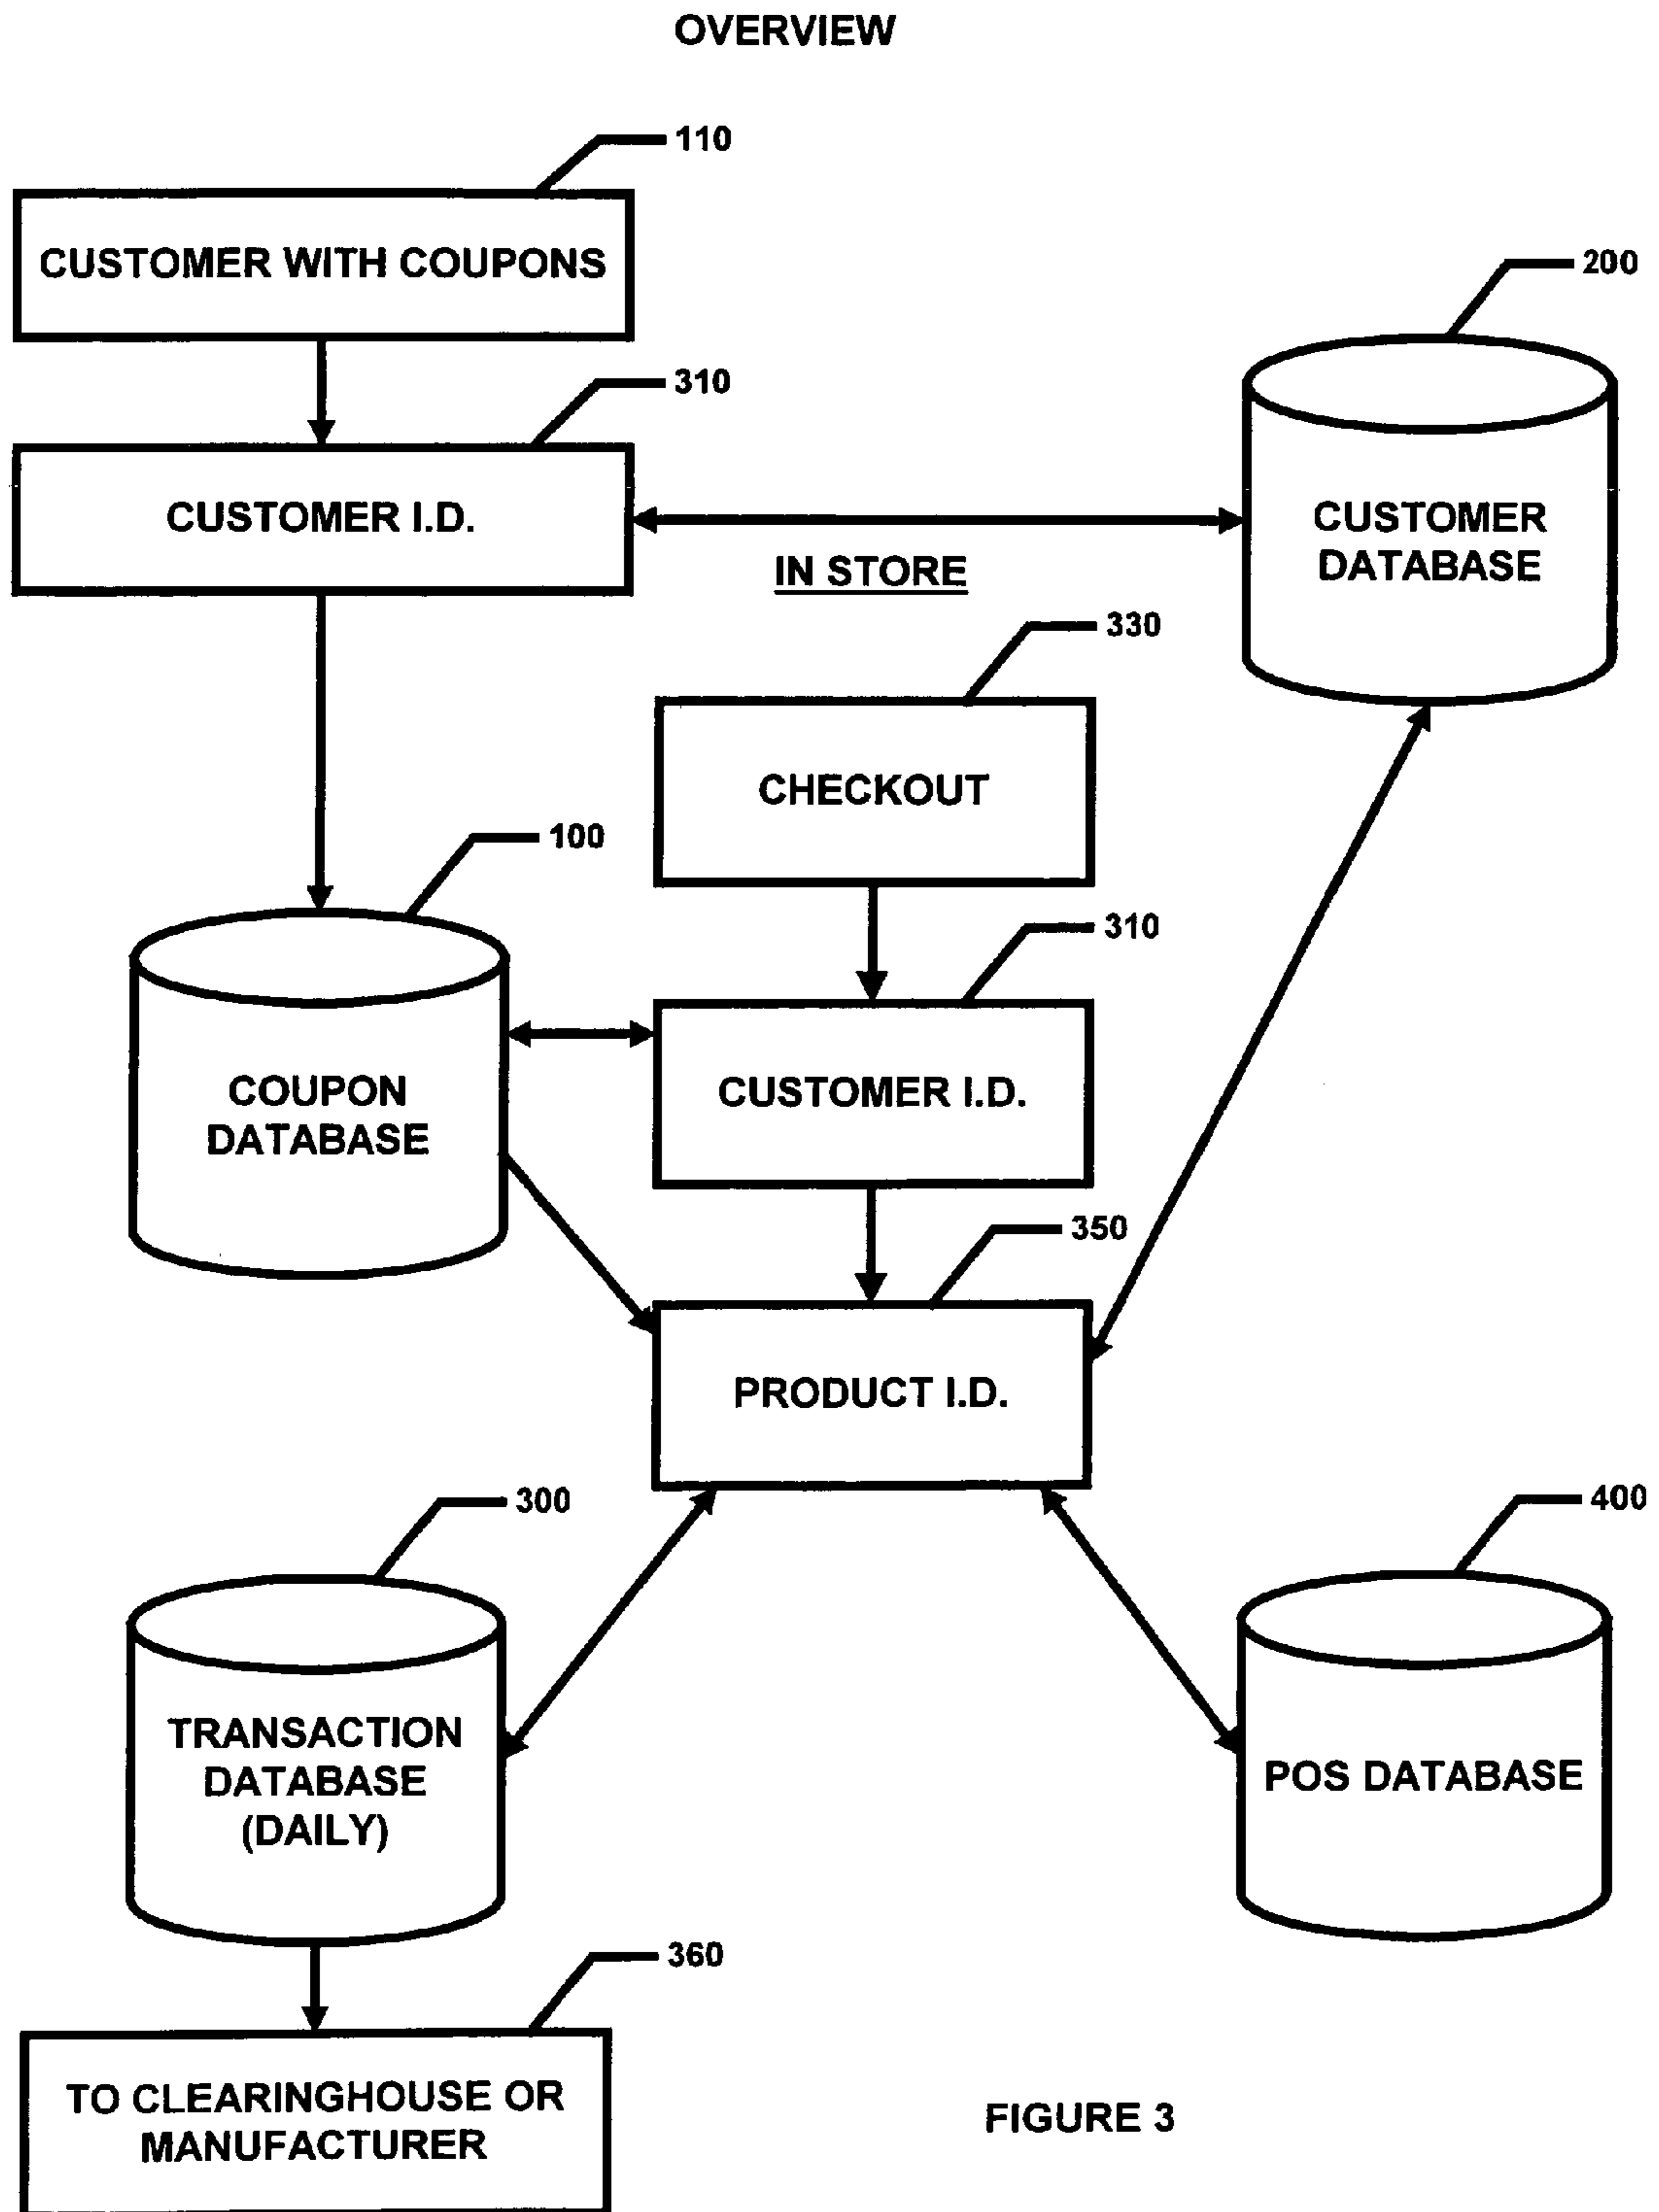 OVERVIEW
110
CUSTOMER WITH COUPONS
200
310
CUSTOMER I.D.
CUSTOMER
DATABASE
IN STORE
330
CHECKOUT
100
310
COUPON
DATABASE
CUSTOMER I.D.
350
PRODUCT I.D.
300
400
TRANSACTION
DATABASE
(DAILY)
POS DATABASE
360
TO CLEARINGHOUSE OR
MANUFACTURER
FIGURE 3